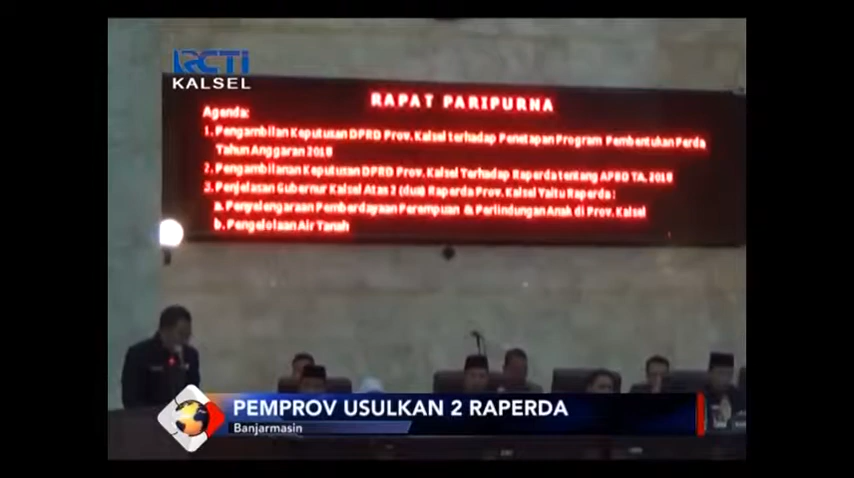 RCTI
KALSEL
RAPAT PARIPURNA
Agenda:
1. Pengambilan Keputusan DPRD Prov. Kalsel terhadap Penetapan Program Pembentukan Perda
Tahun Anggaran 2018
2. Pengambilanan Keputusan DPRD Prov. Kalsel Terhadap Raperda tentang APBD TA. 2018
3. Penjelasan Gubernur Kalsel Atas 2 (dua) Raperda Prov. Kalsel Yaitu Raperda :
a. Penyelengaraan Pemberdayaan Perempuan & Perlindungan Anak di Prov. Kalsel
b. Pengelolaan Air Tanah
PEMPROV USULKAN 2 RAPERDA
Banjarmasin